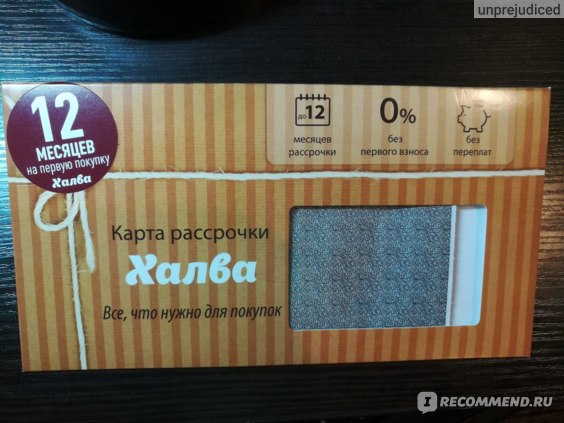 unprejudiced
12
МЕСЯЦЕВ
на первую покупку
Халва
до 12
месяцев
рассрочки
0%
без
первого взноса
без
переплат
Карта рассрочки
Халва
Все, что нужно для покупок
IRECOMMEND.RU